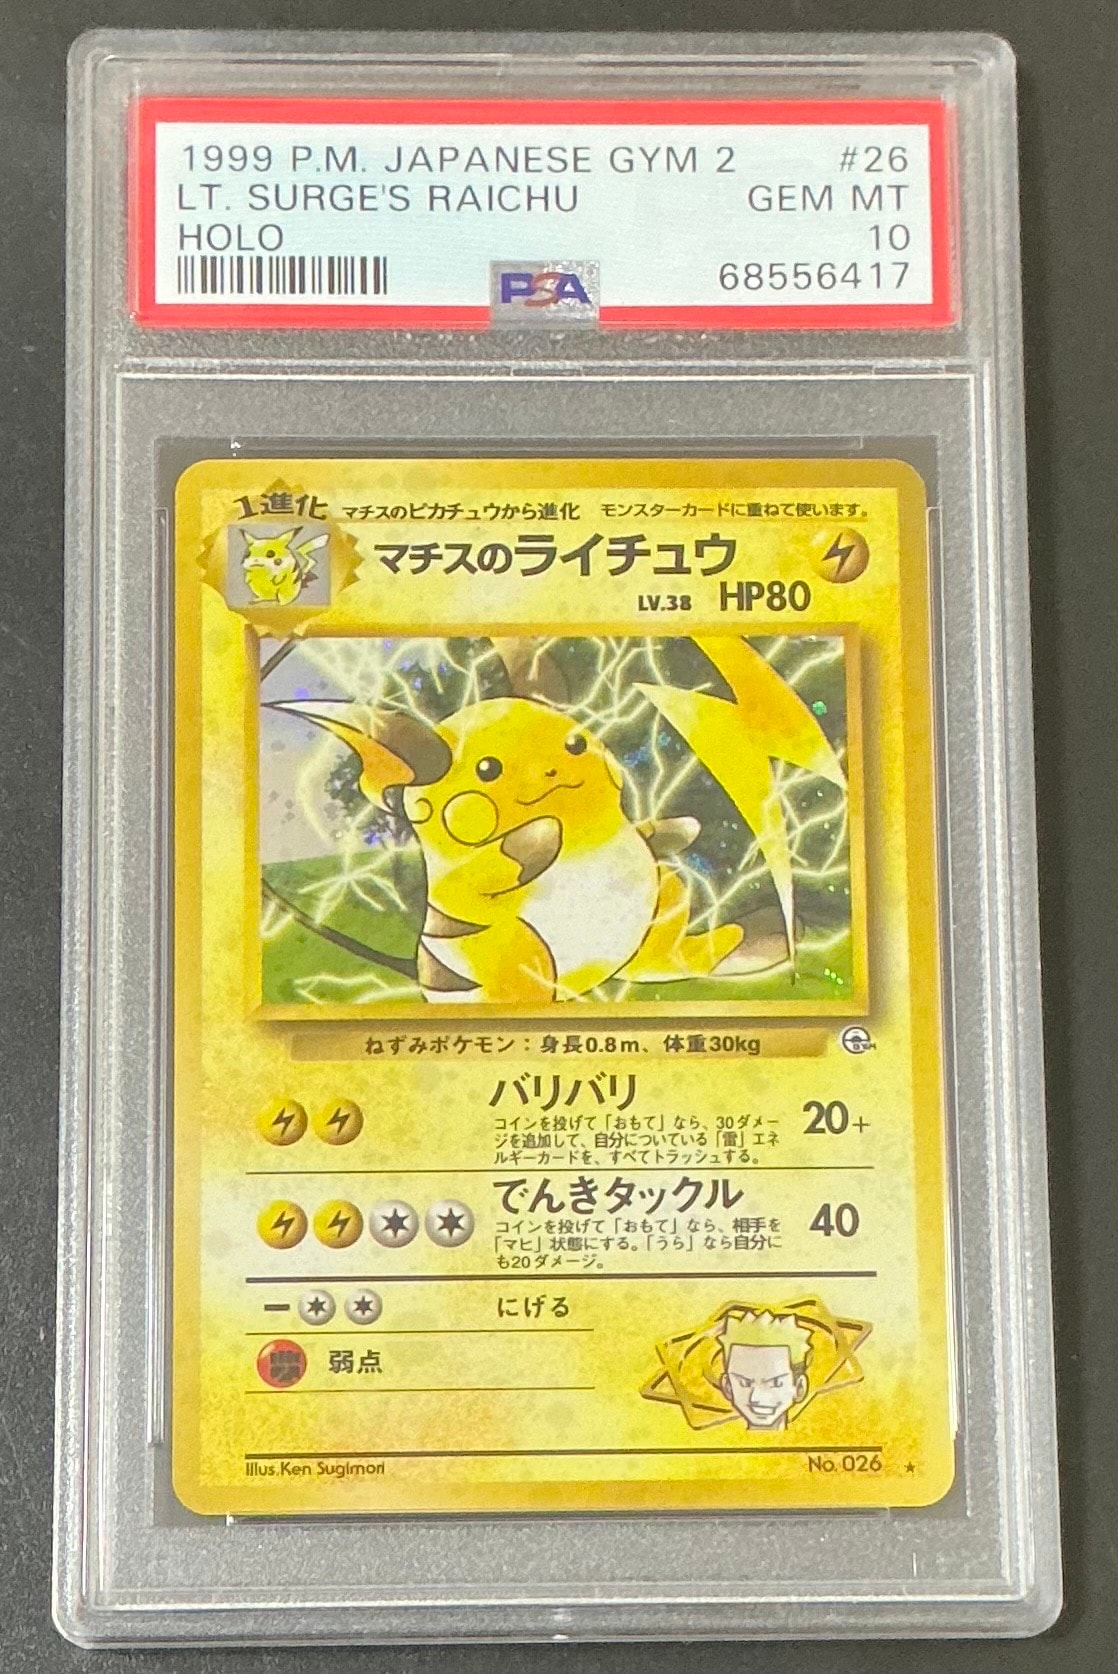 1999 P.M. JAPANESE GYM 2 #26
LT. SURGE'S RAICHU GEM MT
HOLO 10
PSA 68556417
1進化 マチスのピカチュウから進化 モンスターカードに重ねて使います。
マチスのライチュウ
LV.38 HP80
ねずみポケモン：身長0.8m、体重30kg
バリバリ
コインを投げて「おもて」なら、30ダメー
ジを追加して、自分についている「雷」エネ
ルギーカードを、すべてトラッシュする。
20+
でんきタックル
コインを投げて「おもて」なら、相手を
「マヒ」状態にする。「うら」なら自分に
も20ダメージ。
40
にげる
弱点
Illus.Ken Sugimori No. 026